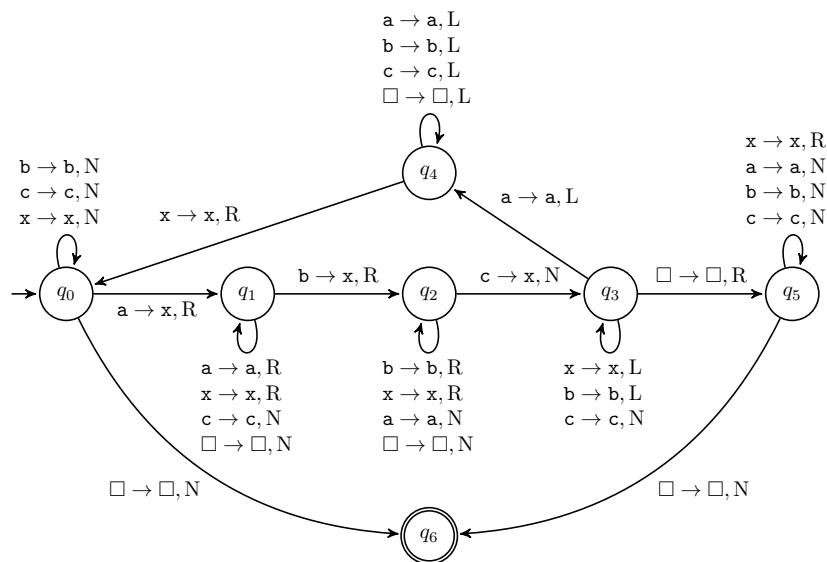 a → a, L
b → b, L
c → c, L
□ → □, L
x → x, R
a → a, N
b → b, N
c → c, N
b → b, N
c → c, N
x → x, N
q4
a → a, L
x → x, R
q0
a → x, R
q1
b → x, R
q2
c → x, N
q3
□ → □, R
q5
a → a, R
x → x, R
c → c, N
□ → □, N
b → b, R
x → x, R
a → a, N
□ → □, N
x → x, L
b → b, L
c → c, N
□ → □, N
□ → □, N
q6